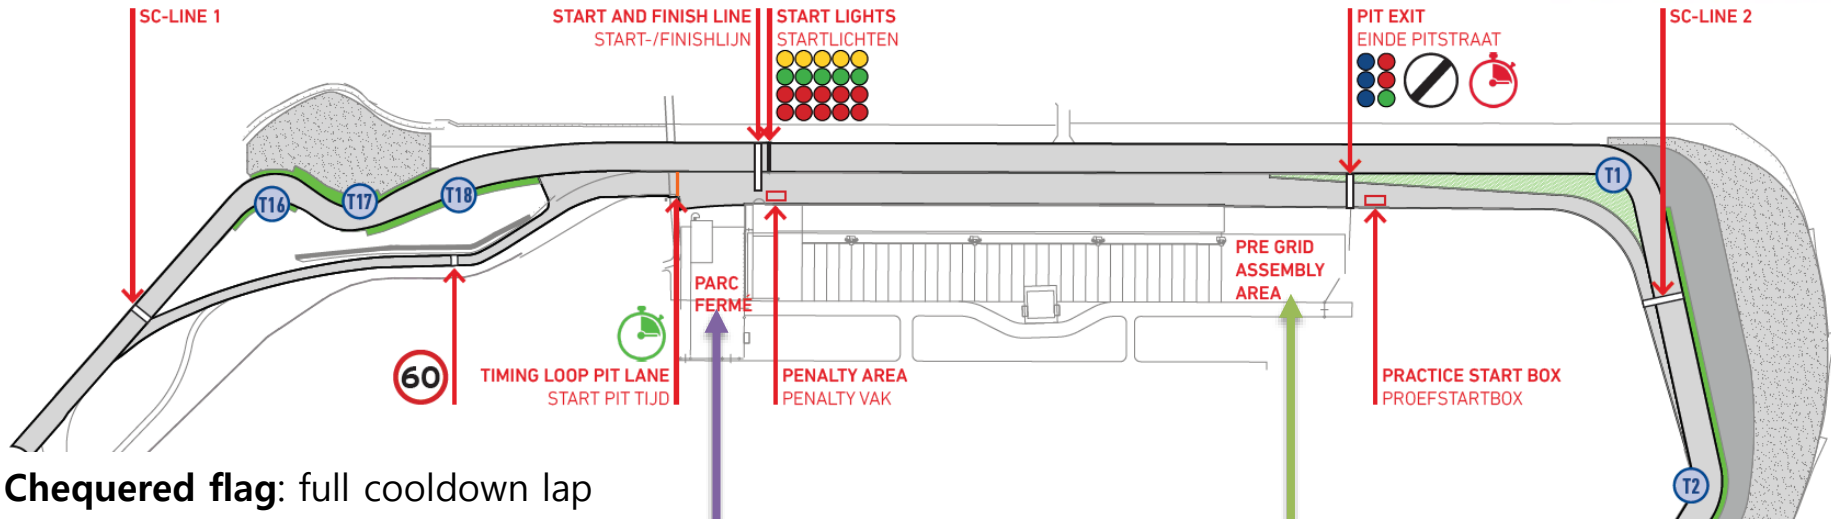 SC-LINE 1
START AND FINISH LINE
START-/FINISHLIJN
START LIGHTS
STARTLICHTEN
PIT EXIT
EINDE PITSTRAAT
SC-LINE 2
T16
T17
T18
T1
PRE GRID
ASSEMBLY
AREA
PARC
FERMÉ
60
TIMING LOOP PIT LANE
START PIT TIJD
PENALTY AREA
PENALTY VAK
PRACTICE START BOX
PROEFSTARTBOX
T2
Chequered flag: full cooldown lap